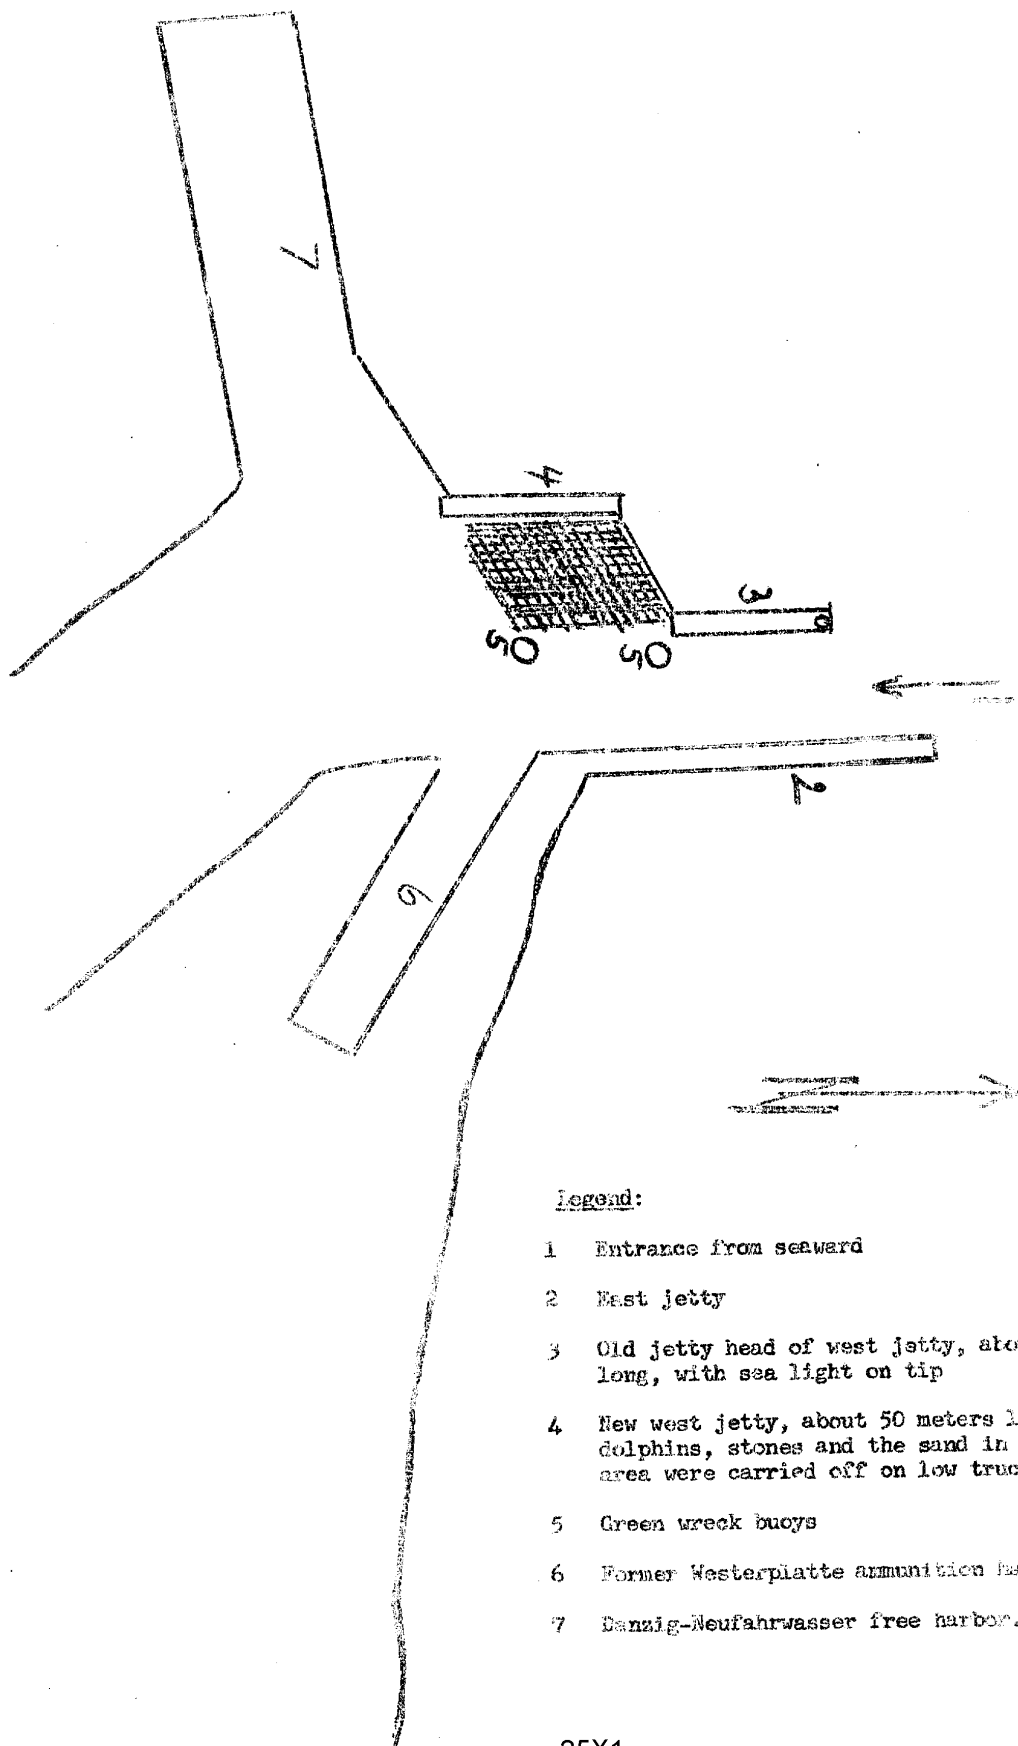 7
4
3
5 5
2
6
N
Legend:
1 Entrance from seaward
2 East jetty
3 Old jetty head of west jetty,
long, with sea light on tip
4 New west jetty, about 50 meters
dolphins, stones and the sand in
area were carried off on low
5 Green wreck buoys
6 Former Westerplatte ammunition
7 Danzig-Neufahrwasser free harbor.